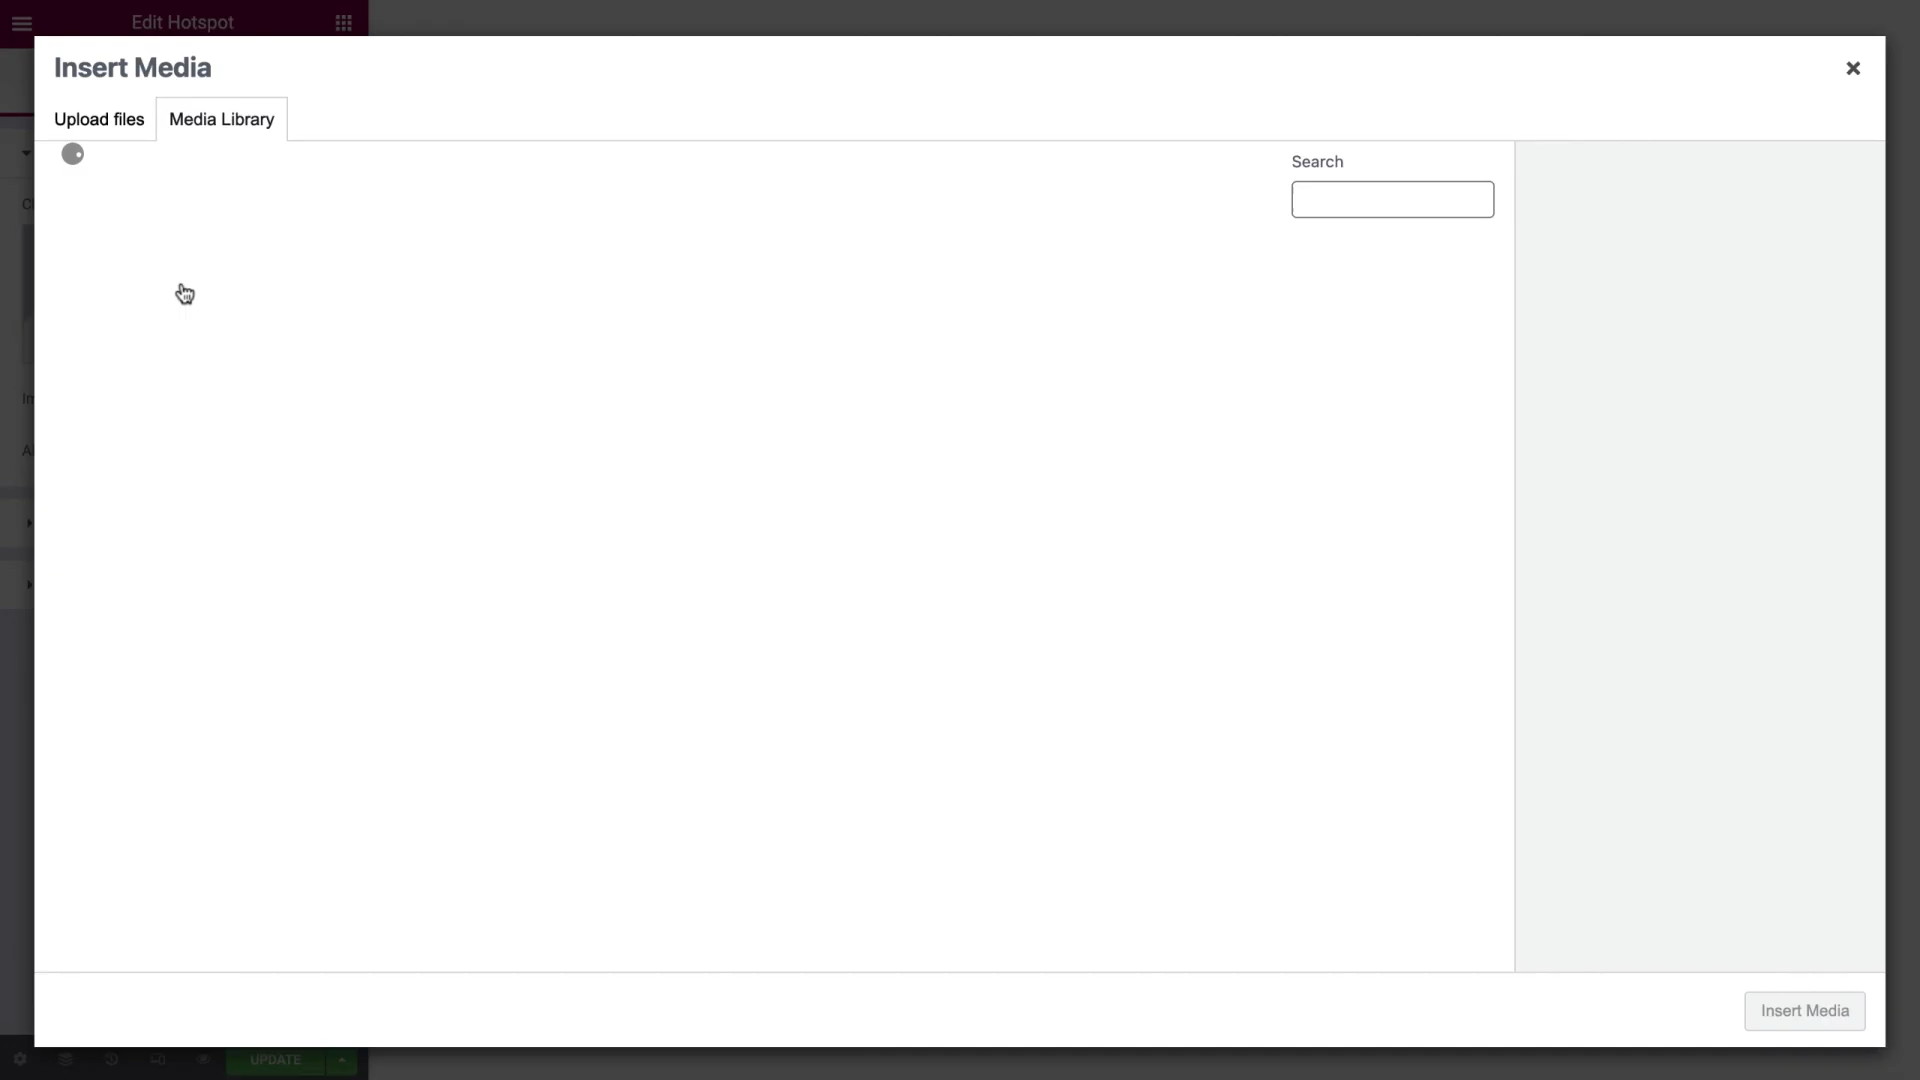 Edit Hotspot
Insert Media
Upload files
Media Library
Search
Insert Media
UPDATE